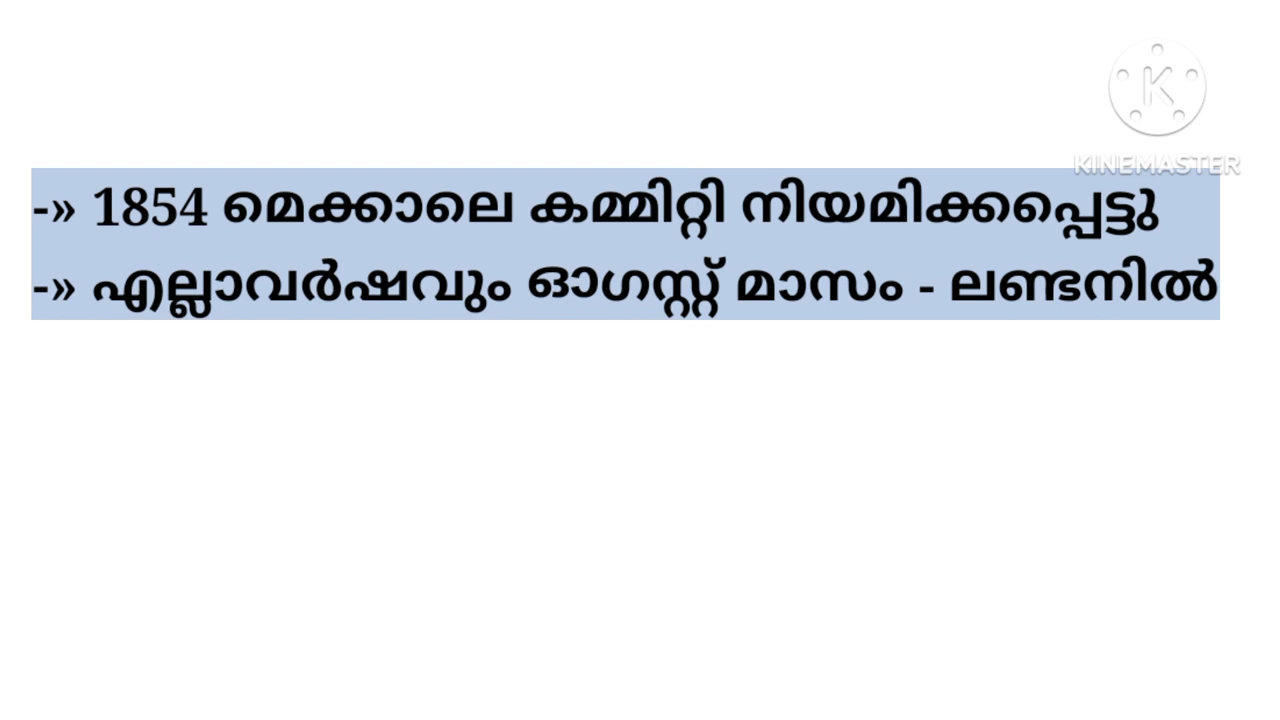 KINEMASTER
-» 1854 മെക്കാലെ കമ്മിറ്റി നിയമിക്കപ്പെട്ടു
-» എല്ലാവർഷവും ഓഗസ്റ്റ് മാസം - ലണ്ടനിൽ